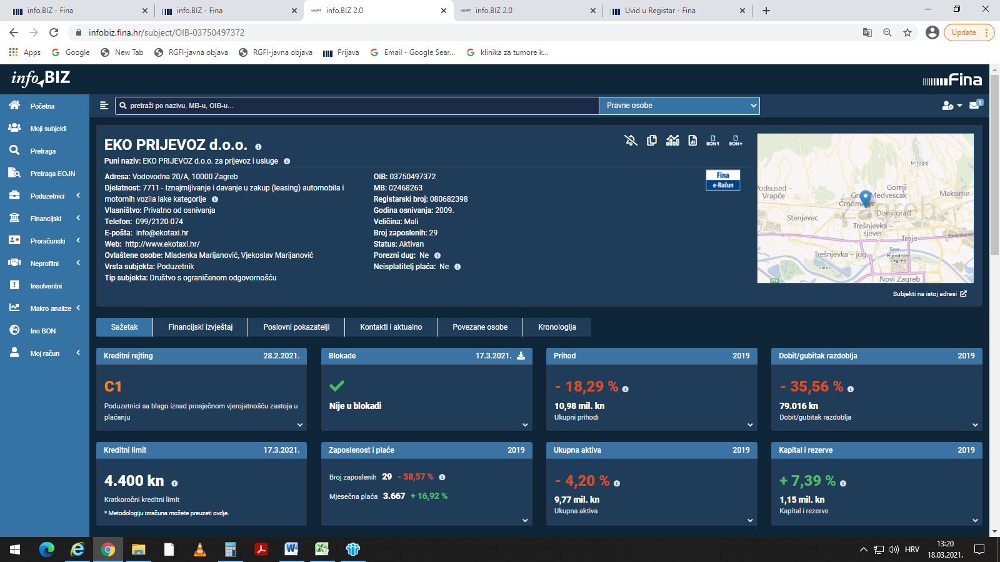 info.BIZ - Fina
info.BIZ - Fina
info.BIZ 2.0
info.BIZ 2.0
Uvid u Registar - Fina
infobiz.fina.hr/subject/OIB-03750497372
Update
Apps
Google
New Tab
RGFI-javna objava
RGFI-javna objava
Prijava
Email - Google Sear...
klinika za tumore k...
info.BIZ
Fina
Početna
Moji subjekti
Pretraga
Pretraga EOJN
Poduzetnici
Financijski
Proračunski
Neprofitni
Insolventni
Makro analize
Ino BON
Moj račun
pretraži po nazivu, MB-u, OIB-u...
Pravne osobe
1
EKO PRIJEVOZ d.o.o.
BON1
BON+
Puni naziv: EKO PRIJEVOZ d.o.o. za prijevoz i usluge
Adresa: Vodovodna 20/A, 10000 Zagreb
Djelatnost: 7711 - Iznajmljivanje i davanje u zakup (leasing) automobila i
motornih vozila lake kategorije
Vlasništvo: Privatno od osnivanja
Telefon: 099/2120-074
E-pošta: info@ekotaxi.hr
Web: http://www.ekotaxi.hr/
Ovlaštene osobe: Mladenka Marijanović, Vjekoslav Marijanović
Vrsta subjekta: Poduzetnik
Tip subjekta: Društvo s ograničenom odgovornošću
OIB: 03750497372
MB: 02468263
Registarski broj: 080682398
Godina osnivanja: 2009.
Veličina: Mali
Broj zaposlenih: 29
Status: Aktivan
Porezni dug: Ne
Neisplatitelj plaća: Ne
Fina
e-Račun
Mirogoj
Podsused –
Vrapče
Gornji
Medvescak
Maksimir
Črnomerec
Zagreb
Donji grad
Stenjevec
Trešnjevka –
sjever
Trnje
Slavonska
Trešnjevka – jug
Sava
Hipodrom
Zagreb
Jarun
Novi Zagreb
E70
Subjekti na istoj adresi
Sažetak
Financijski izvještaj
Poslovni pokazatelji
Kontakti i aktualno
Povezane osobe
Kronologija
Kreditni rejting 28.2.2021.
C1
Poduzetnici sa blago iznad prosječnom vjerojatnošću zastoja u
plaćanju
Blokade 17.3.2021.
Nije u blokadi
Prihod 2019
- 18,29 %
10,98 mil. kn
Ukupni prihodi
Dobit/gubitak razdoblja 2019
- 35,56 %
79.016 kn
Dobit/gubitak razdoblja
Kreditni limit 17.3.2021.
4.400 kn
Kratkoročni kreditni limit
* Metodologiju izračuna možete preuzeti ovdje.
Zaposlenost i plaće 2019
Broj zaposlenih 29 - 58,57 %
Mjesečna plaća 3.667 + 16,92 %
Ukupna aktiva 2019
- 4,20 %
9,77 mil. kn
Ukupna aktiva
Kapital i rezerve 2019
+ 7,39 %
1,15 mil. kn
Kapital i rezerve
HRV
13:20
18.03.2021.